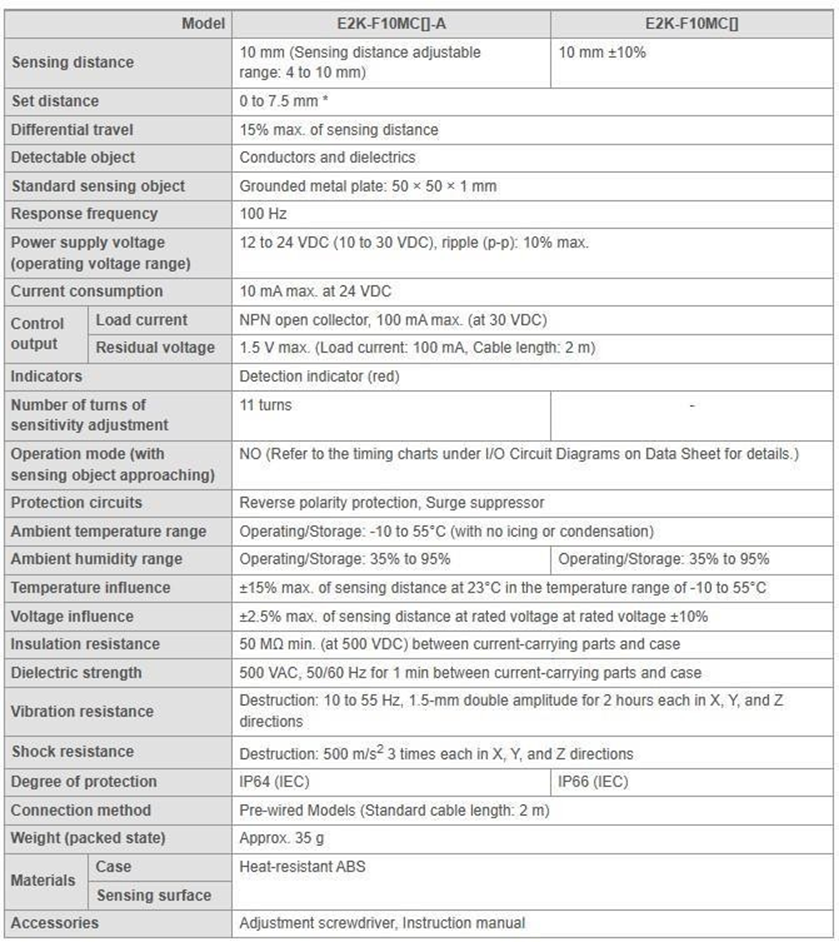 Model E2K-F10MC[]-A E2K-F10MC[]
Sensing distance 10 mm (Sensing distance adjustable range: 4 to 10 mm) 10 mm ±10%
Set distance 0 to 7.5 mm *
Differential travel 15% max. of sensing distance
Detectable object Conductors and dielectrics
Standard sensing object Grounded metal plate: 50 × 50 × 1 mm
Response frequency 100 Hz
Power supply voltage (operating voltage range) 12 to 24 VDC (10 to 30 VDC), ripple (p-p): 10% max.
Current consumption 10 mA max. at 24 VDC
Control output Load current NPN open collector, 100 mA max. (at 30 VDC)
Residual voltage 1.5 V max. (Load current: 100 mA, Cable length: 2 m)
Indicators Detection indicator (red)
Number of turns of sensitivity adjustment 11 turns -
Operation mode (with sensing object approaching) NO (Refer to the timing charts under I/O Circuit Diagrams on Data Sheet for details.)
Protection circuits Reverse polarity protection, Surge suppressor
Ambient temperature range Operating/Storage: -10 to 55°C (with no icing or condensation)
Ambient humidity range Operating/Storage: 35% to 95% Operating/Storage: 35% to 95%
Temperature influence ±15% max. of sensing distance at 23°C in the temperature range of -10 to 55°C
Voltage influence ±2.5% max. of sensing distance at rated voltage at rated voltage ±10%
Insulation resistance 50 MΩ min. (at 500 VDC) between current-carrying parts and case
Dielectric strength 500 VAC, 50/60 Hz for 1 min between current-carrying parts and case
Vibration resistance Destruction: 10 to 55 Hz, 1.5-mm double amplitude for 2 hours each in X, Y, and Z directions
Shock resistance Destruction: 500 m/s² 3 times each in X, Y, and Z directions
Degree of protection IP64 (IEC) IP66 (IEC)
Connection method Pre-wired Models (Standard cable length: 2 m)
Weight (packed state) Approx. 35 g
Materials Case Heat-resistant ABS
Sensing surface
Accessories Adjustment screwdriver, Instruction manual